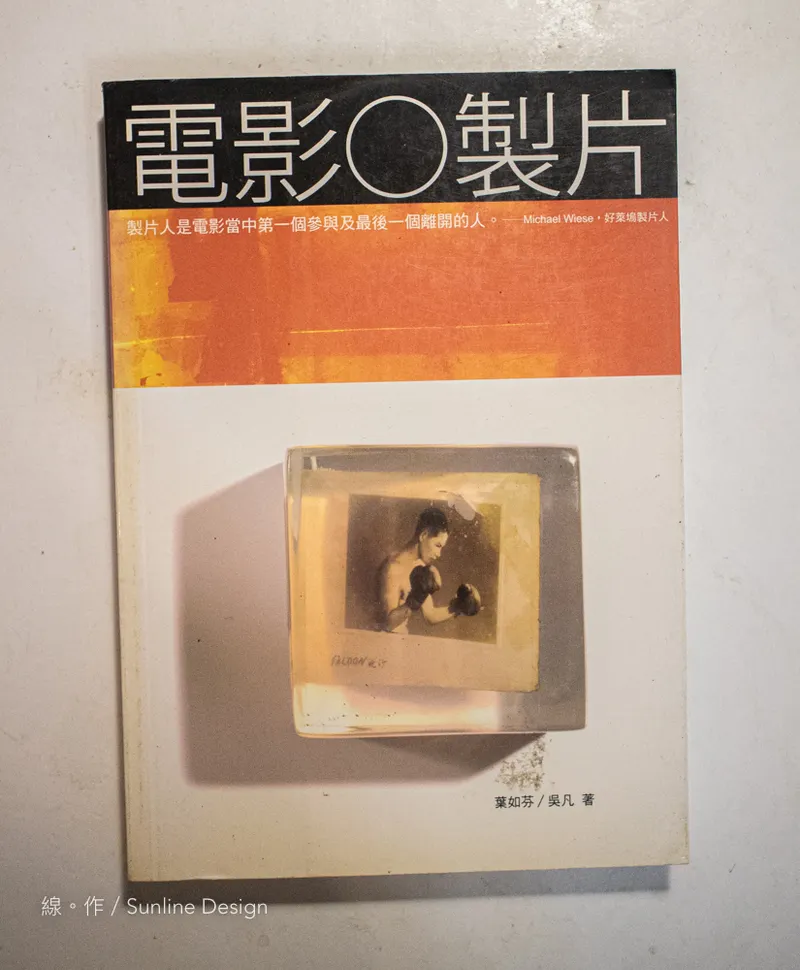 電影〇製片
製片人是電影當中第一個參與及最後一個離開的人。——Michael Wiese，好萊塢製片人
葉如芬/吳凡 著
線。作 / Sunline Design